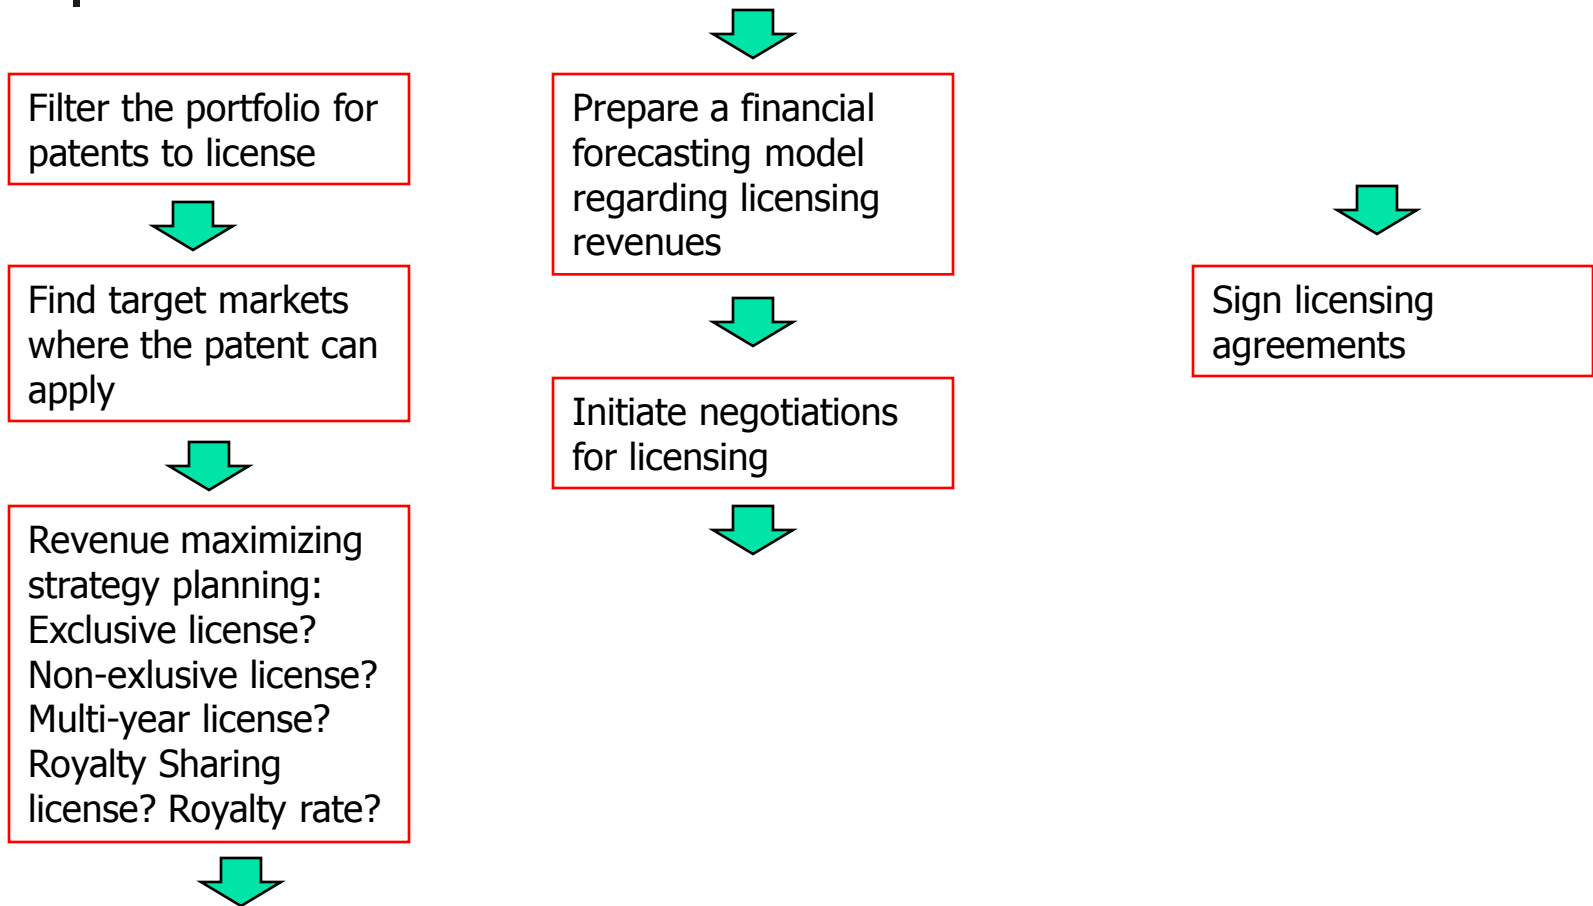 Filter the portfolio for
patents to license
Find target markets
where the patent can
apply
Revenue maximizing
strategy planning:
Exclusive license?
Non-exlusive license?
Multi-year license?
Royalty Sharing
license? Royalty rate?
Prepare a financial
forecasting model
regarding licensing
revenues
Initiate negotiations
for licensing
Sign licensing
agreements